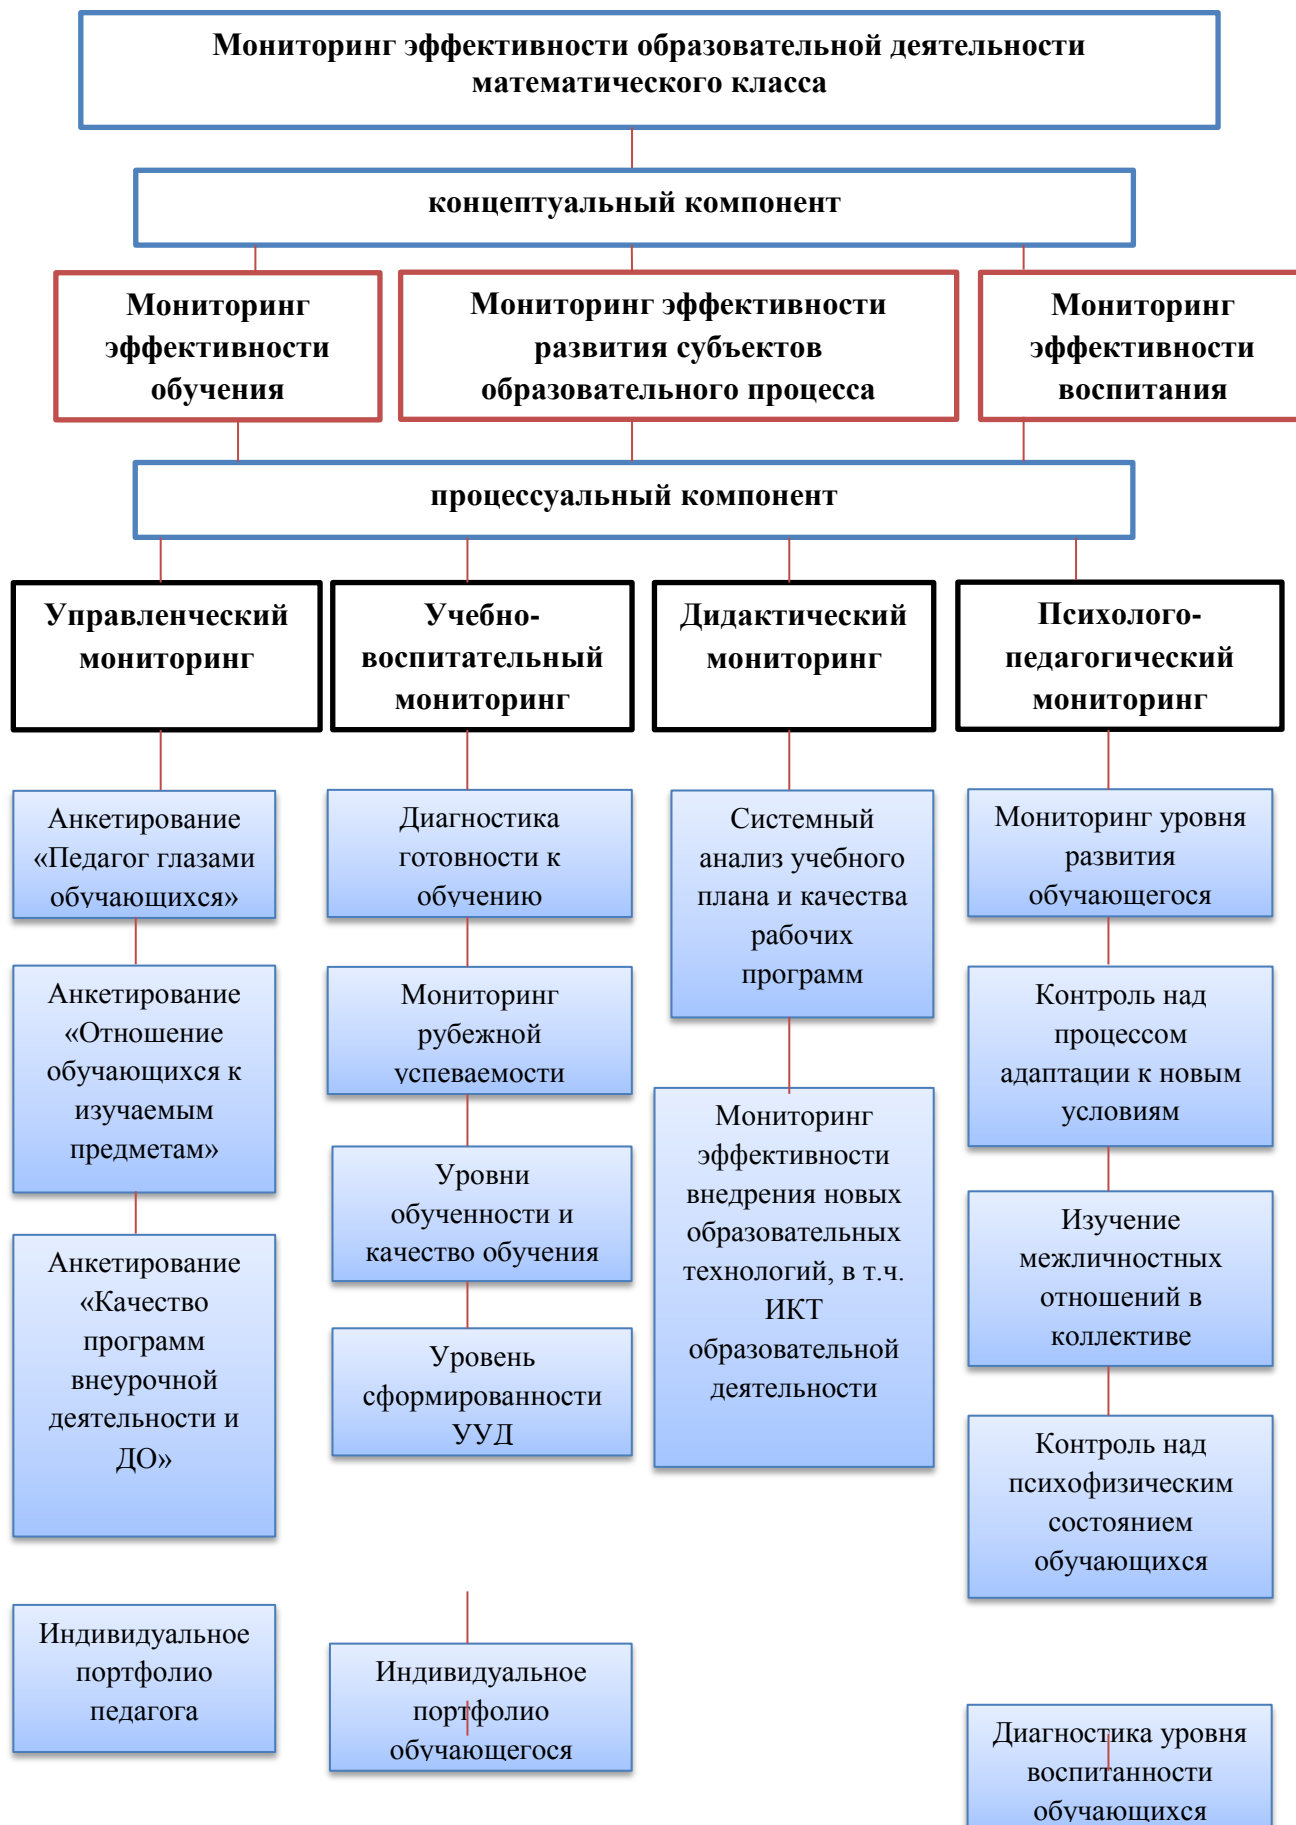 Мониторинг эффективности образовательной деятельности
математического класса
концептуальный компонент
Мониторинг
эффективности
обучения
Мониторинг эффективности
развития субъектов
образовательного процесса
Мониторинг
эффективности
воспитания
процессуальный компонент
Управленческий
мониторинг
Учебно-
воспитательный
мониторинг
Дидактический
мониторинг
Психолого-
педагогический
мониторинг
Анкетирование
«Педагог глазами
обучающихся»
Анкетирование
«Отношение
обучающихся к
изучаемым
предметам»
Анкетирование
«Качество
программ
внеурочной
деятельности и
ДО»
Индивидуальное
портфолио
педагога
Диагностика
готовности к
обучению
Мониторинг
рубежной
успеваемости
Уровни
обученности и
качество обучения
Уровень
сформированности
УУД
Индивидуальное
портфолио
обучающегося
Системный
анализ учебного
плана и качества
рабочих
программ
Мониторинг
эффективности
внедрения новых
образовательных
технологий, в т.ч.
ИКТ
образовательной
деятельности
Мониторинг уровня
развития
обучающегося
Контроль над
процессом
адаптации к новым
условиям
Изучение
межличностных
отношений в
коллективе
Контроль над
психофизическим
состоянием
обучающихся
Диагностика уровня
воспитанности
обучающихся